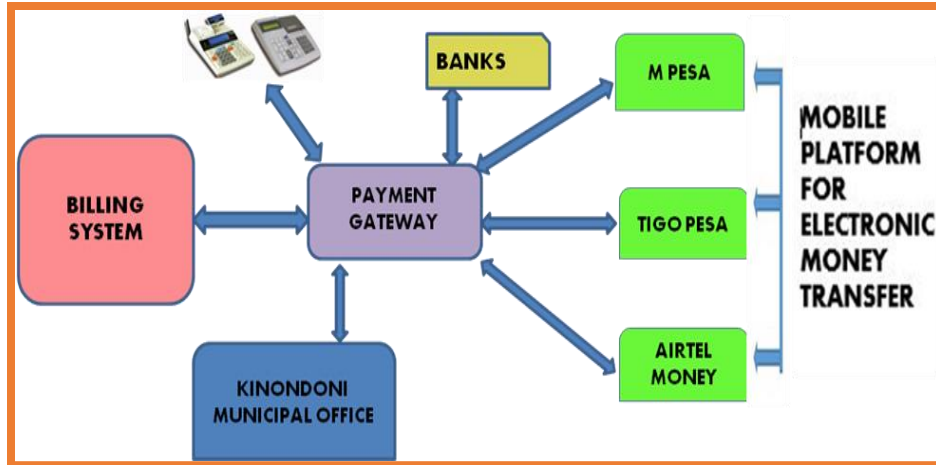 BANKS
M PESA
MOBILE
PLATFORM
FOR
ELECTRONIC
MONEY
TRANSFER
BILLING
SYSTEM
PAYMENT
GATEWAY
TIGO PESA
AIRTEL
MONEY
KINONDONI
MUNICIPAL OFFICE